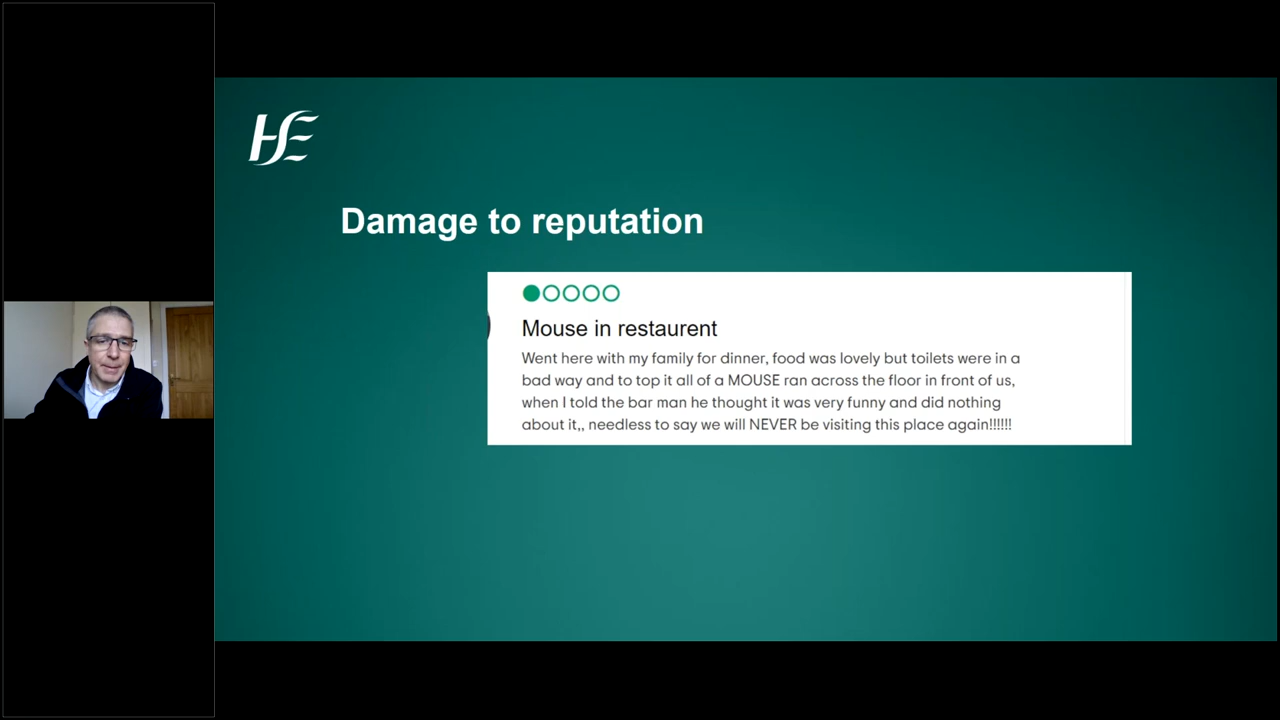 HSE
Damage to reputation
Mouse in restaurent
Went here with my family for dinner, food was lovely but toilets were in a
bad way and to top it all of a MOUSE ran across the floor in front of us,
when I told the bar man he thought it was very funny and did nothing
about it,, needless to say we will NEVER be visiting this place again!!!!!!